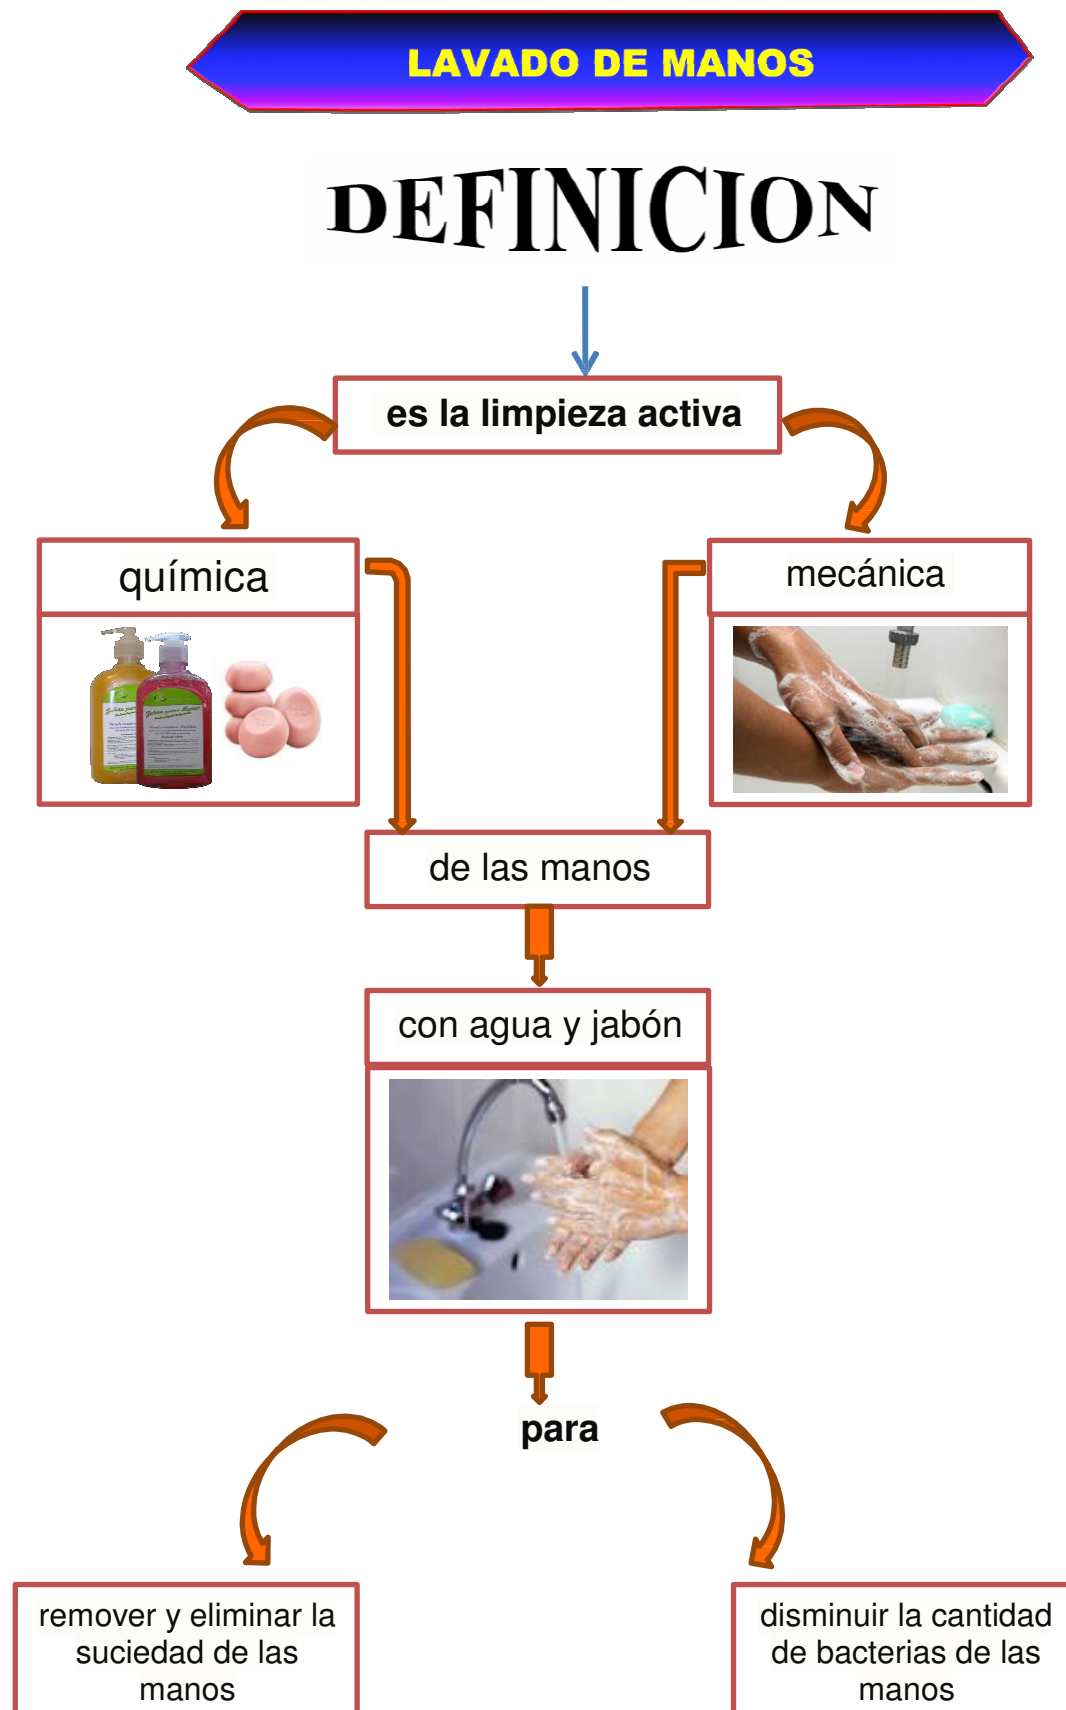 LAVADO DE MANOS
DEFINICION
es la limpieza activa
química
mecánica
de las manos
con agua y jabón
para
remover y eliminar la
suciedad de las
manos
disminuir la cantidad
de bacterias de las
manos